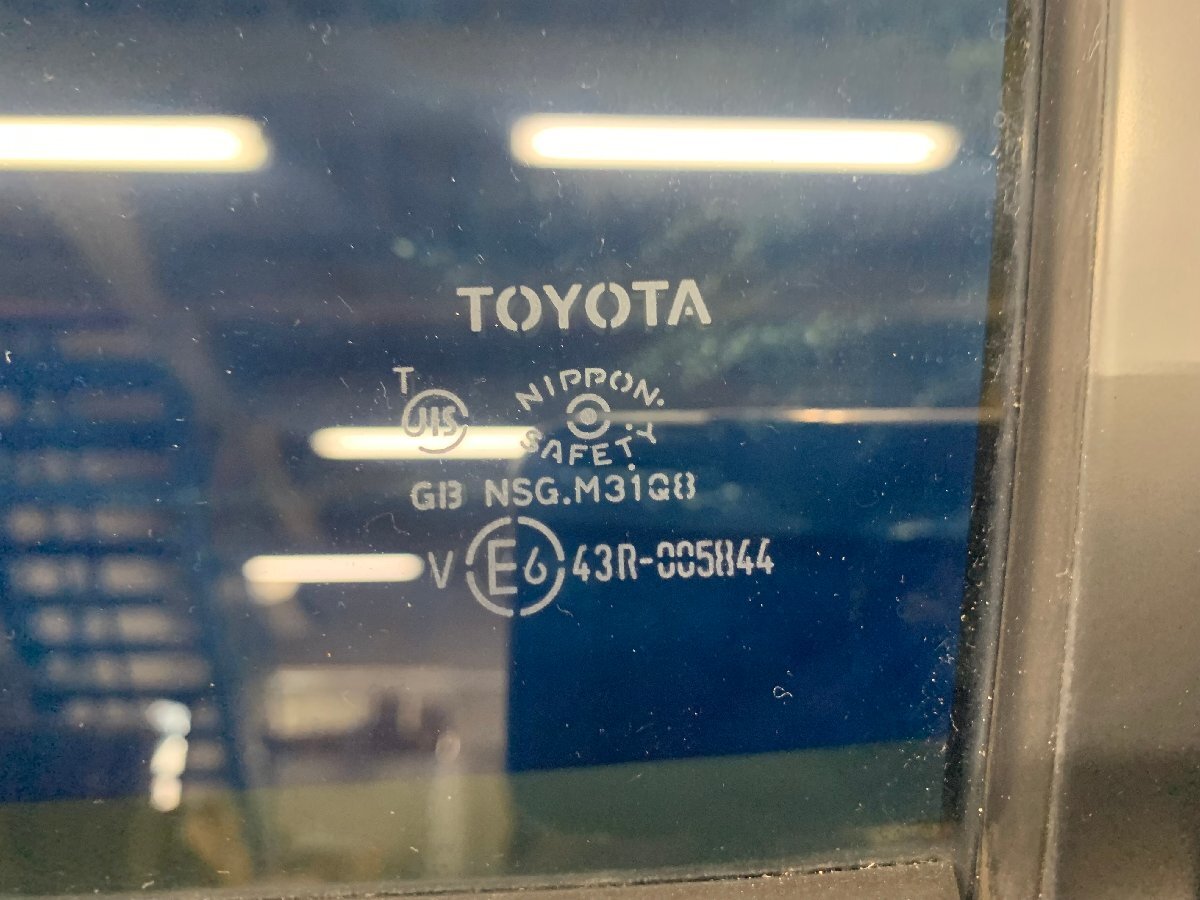 TOYOTA
T
JIS
NIPPON.
SAFETY
GB NSG.M31Q8
V E6 43R-005844